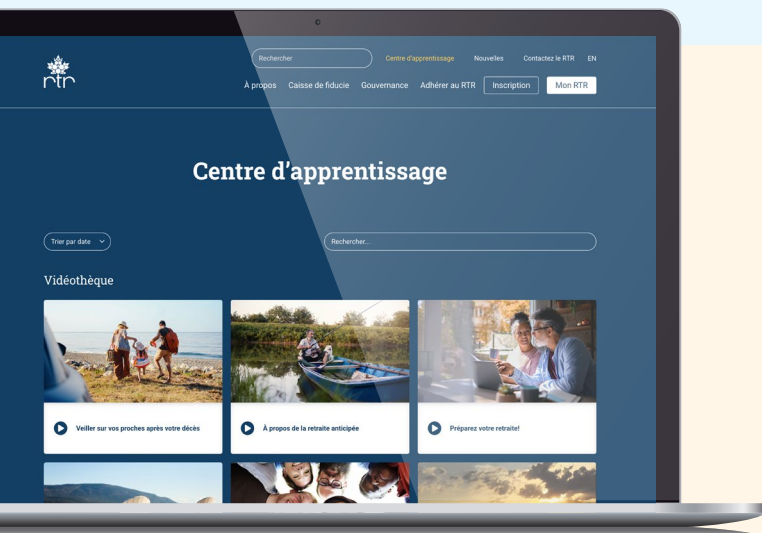 Rechercher
Centre d'apprentissage Nouvelles Contactez le RTR EN
rtr
À propos Caisse de fiducie Gouvernance Adhérer au RTR Inscription Mon RTR
Centre d'apprentissage
Trier par date
Rechercher...
Vidéothèque
Veiller sur vos proches après votre décès
À propos de la retraite anticipée
Préparez votre retraite!